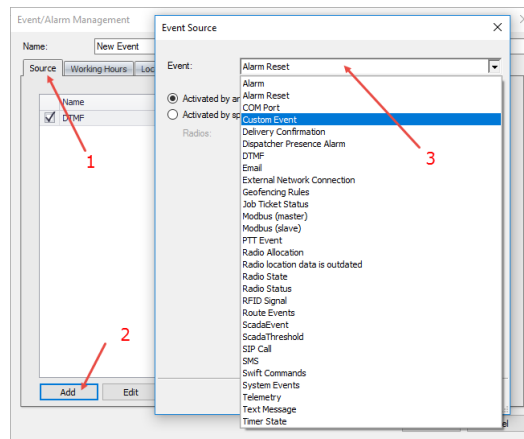 Event/Alarm Management
Name:
New Event
Source
Working Hours
Loc
Name
DTMF
1
2
Add
Edit
Event Source
Event:
Alarm Reset
Activated by ar
Activated by sp
Radios:
Alarm
Alarm Reset
COM Port
Custom Event
Delivery Confirmation
Dispatcher Presence Alarm
DTMF
Email
External Network Connection
Geofencing Rules
Job Ticket Status
Modbus (master)
Modbus (slave)
PTT Event
Radio Allocation
Radio location data is outdated
Radio State
Radio Status
RFID Signal
Route Events
ScadaEvent
ScadaThreshold
SIP Call
SMS
Swift Commands
System Events
Telemetry
Text Message
Timer State
3
el